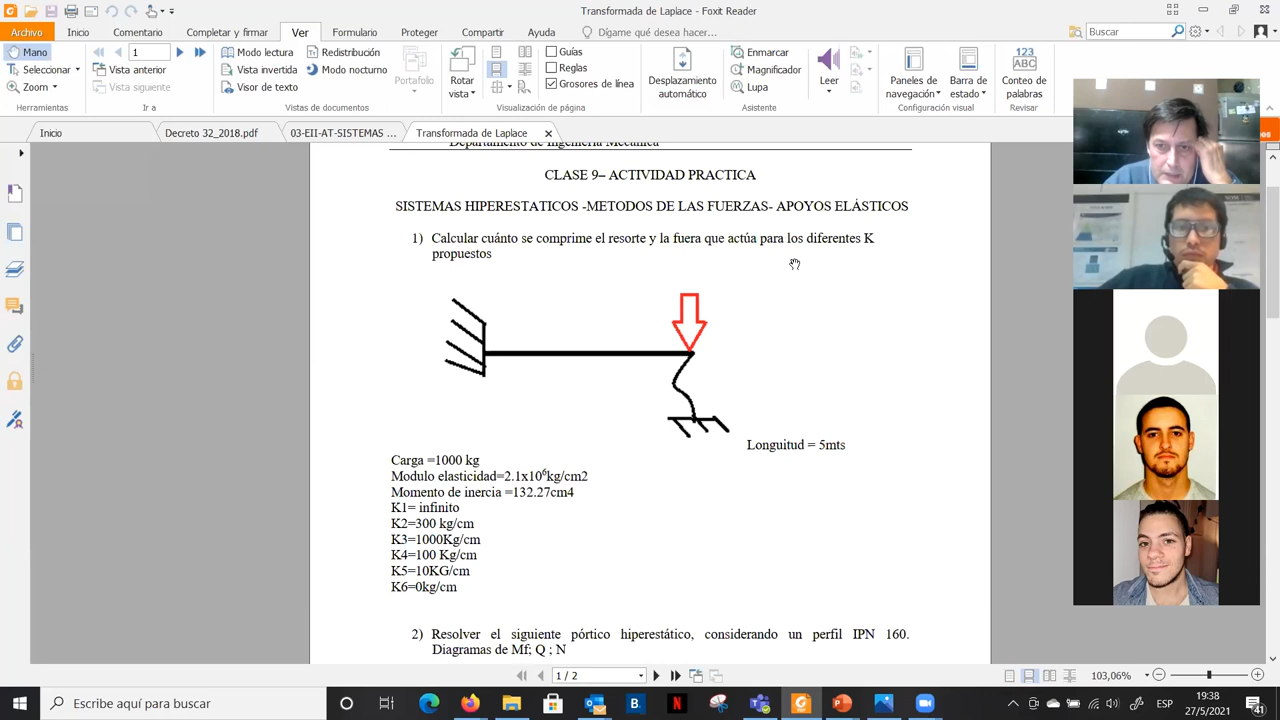 Transformada de Laplace - Foxit Reader
Archivo Inicio Comentario Completar y firmar Ver Formulario Proteger Compartir Ayuda Dígame qué desea hacer... Buscar
Mano
Seleccionar
Zoom
Herramientas
1
Vista anterior
Vista siguiente
Ir a
Modo lectura
Vista invertida
Visor de texto
Redistribución
Modo nocturno
Vistas de documentos
Portafolio
Rotar vista
Guías
Reglas
Grosores de línea
Visualización de página
Desplazamiento automático
Enmarcar
Magnificador
Lupa
Asistente
Leer
Paneles de navegación
Barra de estado
Configuración visual
123
ABC
Conteo de palabras
Revisar
Inicio Decreto 32_2018.pdf 03-EII-AT-SISTEMAS ... Transformada de Laplace
Departamento de Ingeniería Mecánica
CLASE 9– ACTIVIDAD PRACTICA
SISTEMAS HIPERESTATICOS -METODOS DE LAS FUERZAS- APOYOS ELÁSTICOS
1) Calcular cuánto se comprime el resorte y la fuera que actúa para los diferentes K
propuestos
Longuitud = 5mts
Carga =1000 kg
Modulo elasticidad=2.1x10⁶kg/cm2
Momento de inercia =132.27cm4
K1= infinito
K2=300 kg/cm
K3=1000Kg/cm
K4=100 Kg/cm
K5=10KG/cm
K6=0kg/cm
2) Resolver el siguiente pórtico hiperestático, considerando un perfil IPN 160.
Diagramas de Mf; Q ; N
1 / 2
103,06%
Escribe aquí para buscar
ESP
19:38
27/5/2021
41